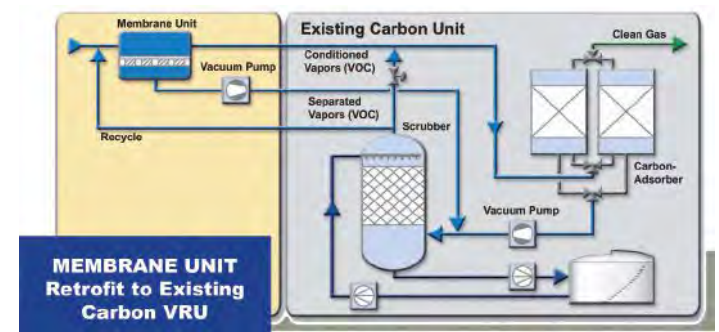 Membrane Unit
Existing Carbon Unit
Clean Gas
Conditioned
Vapors (VOC)
Vacuum Pump
Separated
Vapors (VOC)
Recycle
Scrubber
Carbon-
Adsorber
Vacuum Pump
MEMBRANE UNIT
Retrofit to Existing
Carbon VRU